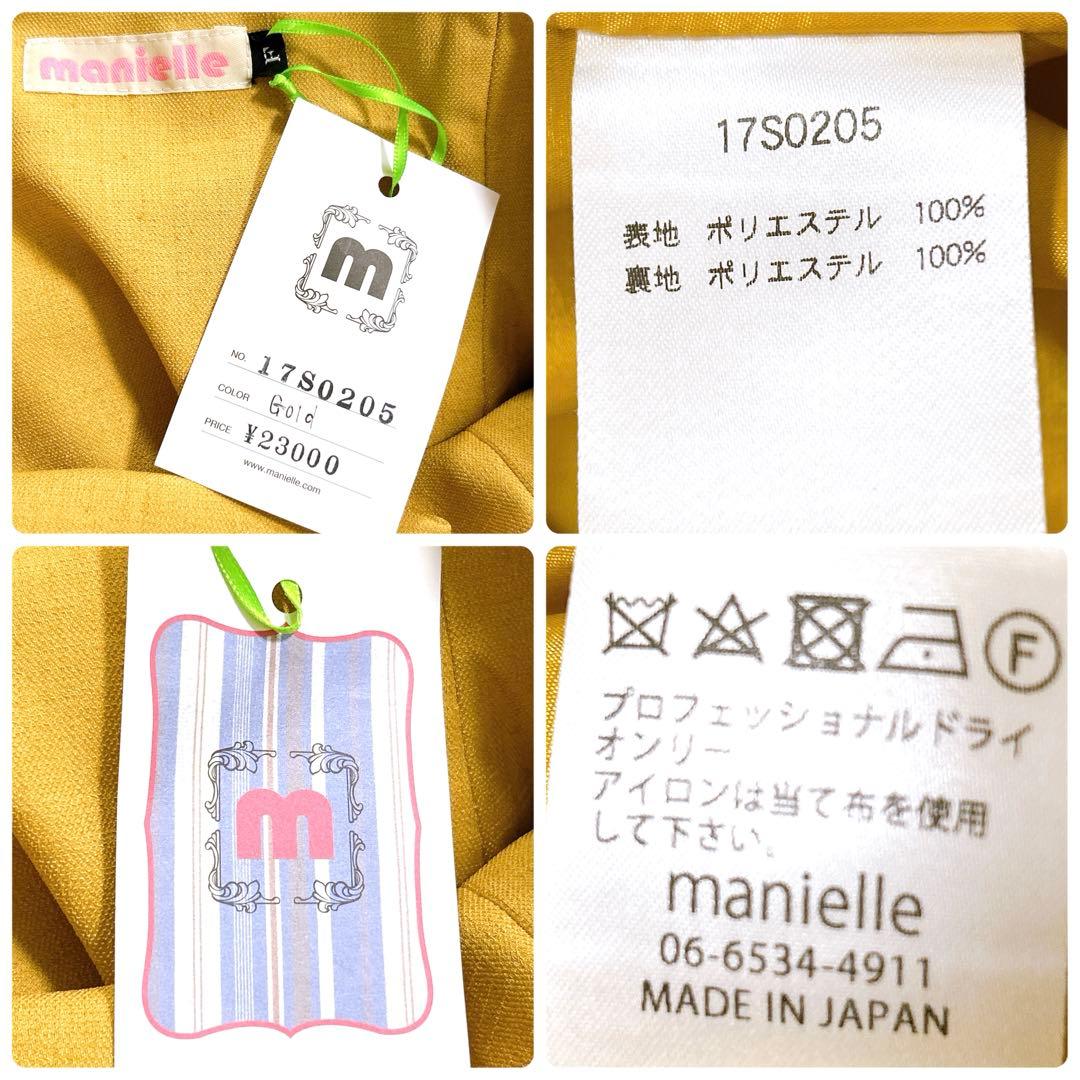 manielle
F
m
NO. 17S0205
COLOR Gold
PRICE ¥23000
www.manielle.com
17S0205
表地 ポリエステル 100%
裏地 ポリエステル 100%
m
F
プロフェッショナルドライ
オンリー
アイロンは当て布を使用
して下さい。
manielle
06-6534-4911
MADE IN JAPAN